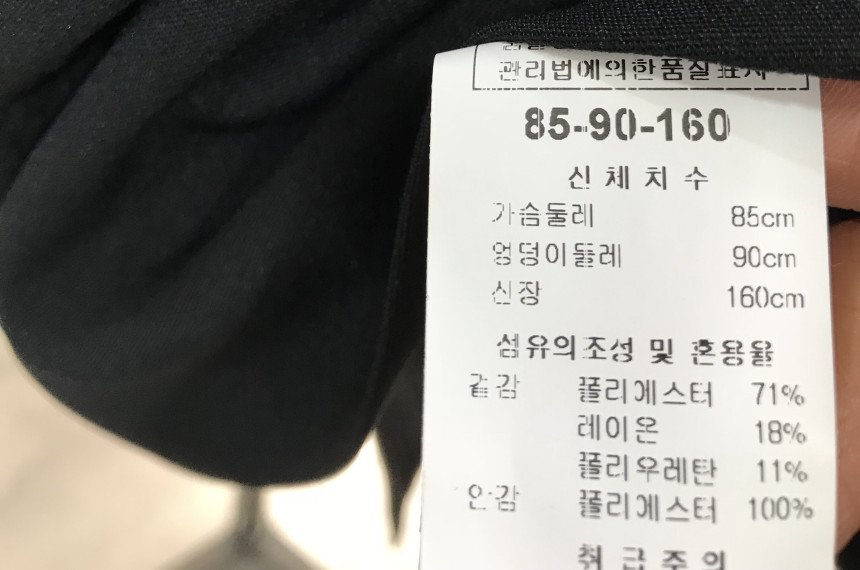 관리법에의한품질표시
85-90-160
신체치수
가슴둘레 85cm
엉덩이둘레 90cm
신장 160cm
섬유의조성 및 혼용율
겉감 폴리에스터 71%
레이온 18%
폴리우레탄 11%
안감 폴리에스터 100%
취급주의